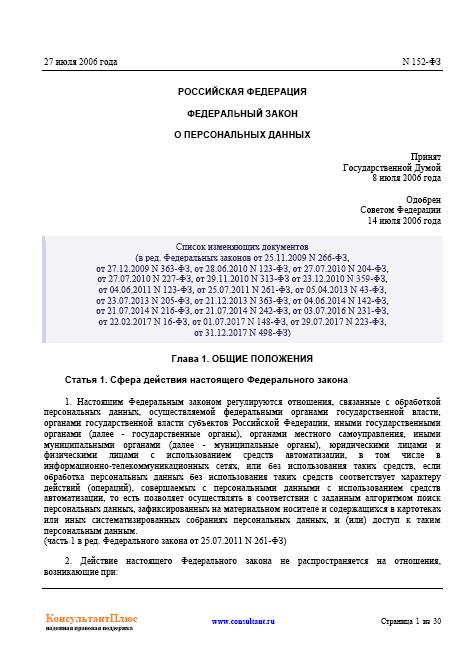 27 июля 2006 года N 152-ФЗ
РОССИЙСКАЯ ФЕДЕРАЦИЯ
ФЕДЕРАЛЬНЫЙ ЗАКОН
О ПЕРСОНАЛЬНЫХ ДАННЫХ
Принят
Государственной Думой
8 июля 2006 года
Одобрен
Советом Федерации
14 июля 2006 года
Список изменяющих документов
(в ред. Федеральных законов от 25.11.2009 N 266-ФЗ,
от 27.12.2009 N 363-ФЗ, от 28.06.2010 N 123-ФЗ, от 27.07.2010 N 204-ФЗ,
от 27.07.2010 N 227-ФЗ, от 29.11.2010 N 313-ФЗ, от 23.12.2010 N 359-ФЗ,
от 04.06.2011 N 123-ФЗ, от 25.07.2011 N 261-ФЗ, от 05.04.2013 N 43-ФЗ,
от 23.07.2013 N 205-ФЗ, от 21.12.2013 N 363-ФЗ, от 04.06.2014 N 142-ФЗ,
от 21.07.2014 N 216-ФЗ, от 21.07.2014 N 242-ФЗ, от 03.07.2016 N 231-ФЗ,
от 22.02.2017 N 16-ФЗ, от 01.07.2017 N 148-ФЗ, от 29.07.2017 N 223-ФЗ,
от 31.12.2017 N 498-ФЗ)
Глава 1. ОБЩИЕ ПОЛОЖЕНИЯ
Статья 1. Сфера действия настоящего Федерального закона
1. Настоящим Федеральным законом регулируются отношения, связанные с обработкой
персональных данных, осуществляемой федеральными органами государственной власти,
органами государственной власти субъектов Российской Федерации, иными государственными
органами (далее - государственные органы), органами местного самоуправления, иными
муниципальными органами (далее - муниципальные органы), юридическими лицами и
физическими лицами с использованием средств автоматизации, в том числе в
информационно-телекоммуникационных сетях, или без использования таких средств, если
обработка персональных данных без использования таких средств соответствует характеру
действий (операций), совершаемых с персональными данными с использованием средств
автоматизации, то есть позволяет осуществлять в соответствии с заданным алгоритмом поиск
персональных данных, зафиксированных на материальном носителе и содержащихся в картотеках
или иных систематизированных собраниях персональных данных, и (или) доступ к таким
персональным данным.
(часть 1 в ред. Федерального закона от 25.07.2011 N 261-ФЗ)
2. Действие настоящего Федерального закона не распространяется на отношения,
возникающие при:
КонсультантПлюс
надежная правовая поддержка
www.consultant.ru
Страница 1 из 30